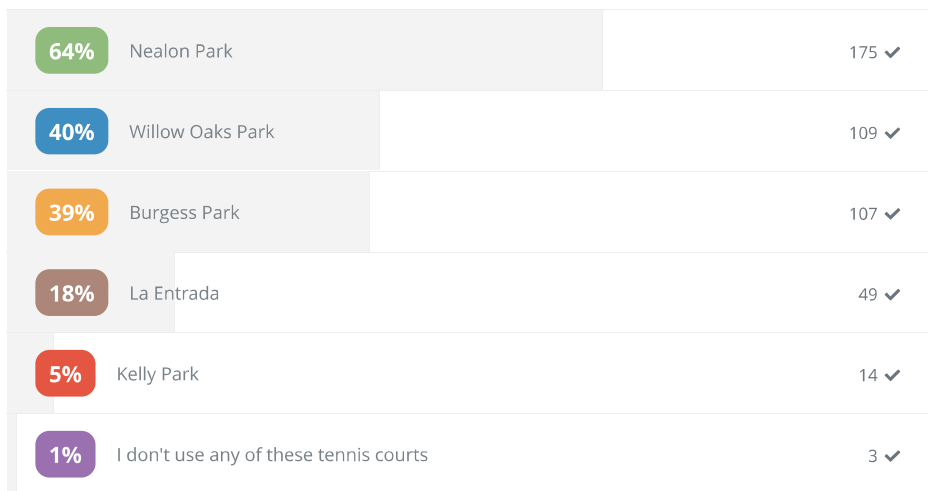 64% Nealon Park 175
40% Willow Oaks Park 109
39% Burgess Park 107
18% La Entrada 49
5% Kelly Park 14
1% I don't use any of these tennis courts 3